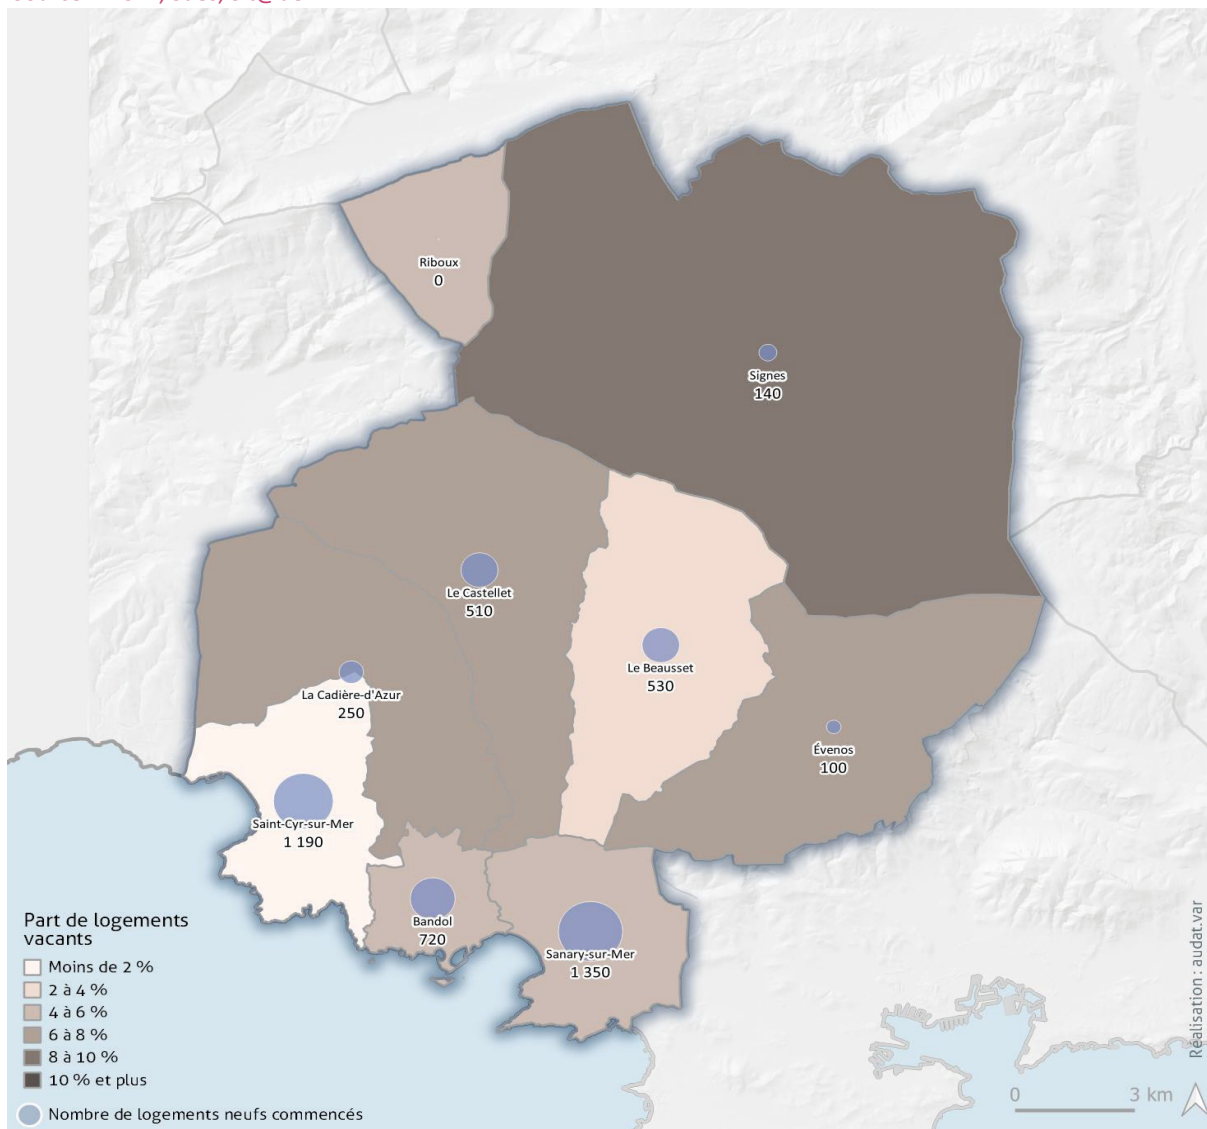 Riboux
0
Signes
140
Le Castellet
510
Le Beausset
530
La Cadière-d'Azur
250
Évenos
100
Saint-Cyr-sur-Mer
1 190
Bandol
720
Sanary-sur-Mer
1 350
Part de logements
vacants
Moins de 2 %
2 à 4 %
4 à 6 %
6 à 8 %
8 à 10 %
10 % et plus
Nombre de logements neufs commencés
0 3 km
Réalisation : audat.var